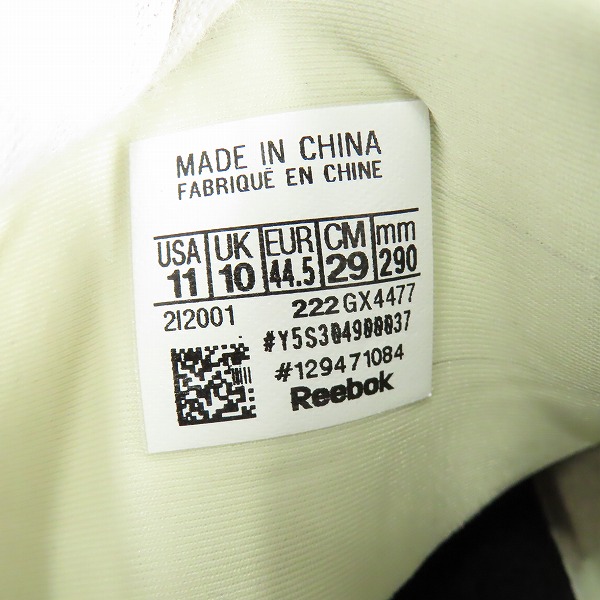 MADE IN CHINA
FABRIQUÉ EN CHINE
USA UK EUR CM mm
11 10 44.5 29 290
2I2001 222 GX4477
#Y5S304900037
#129471084
Reebok